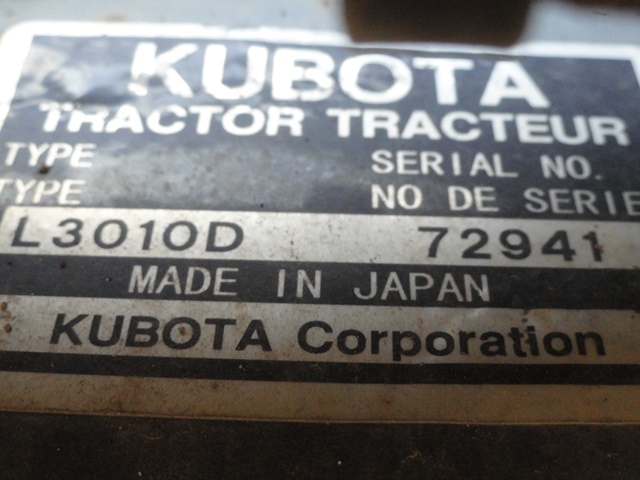 KUBOTA
TRACTOR TRACTEUR
TYPE SERIAL NO.
TYPE NO DE SERIE
L3010D 72941
MADE IN JAPAN
KUBOTA Corporation